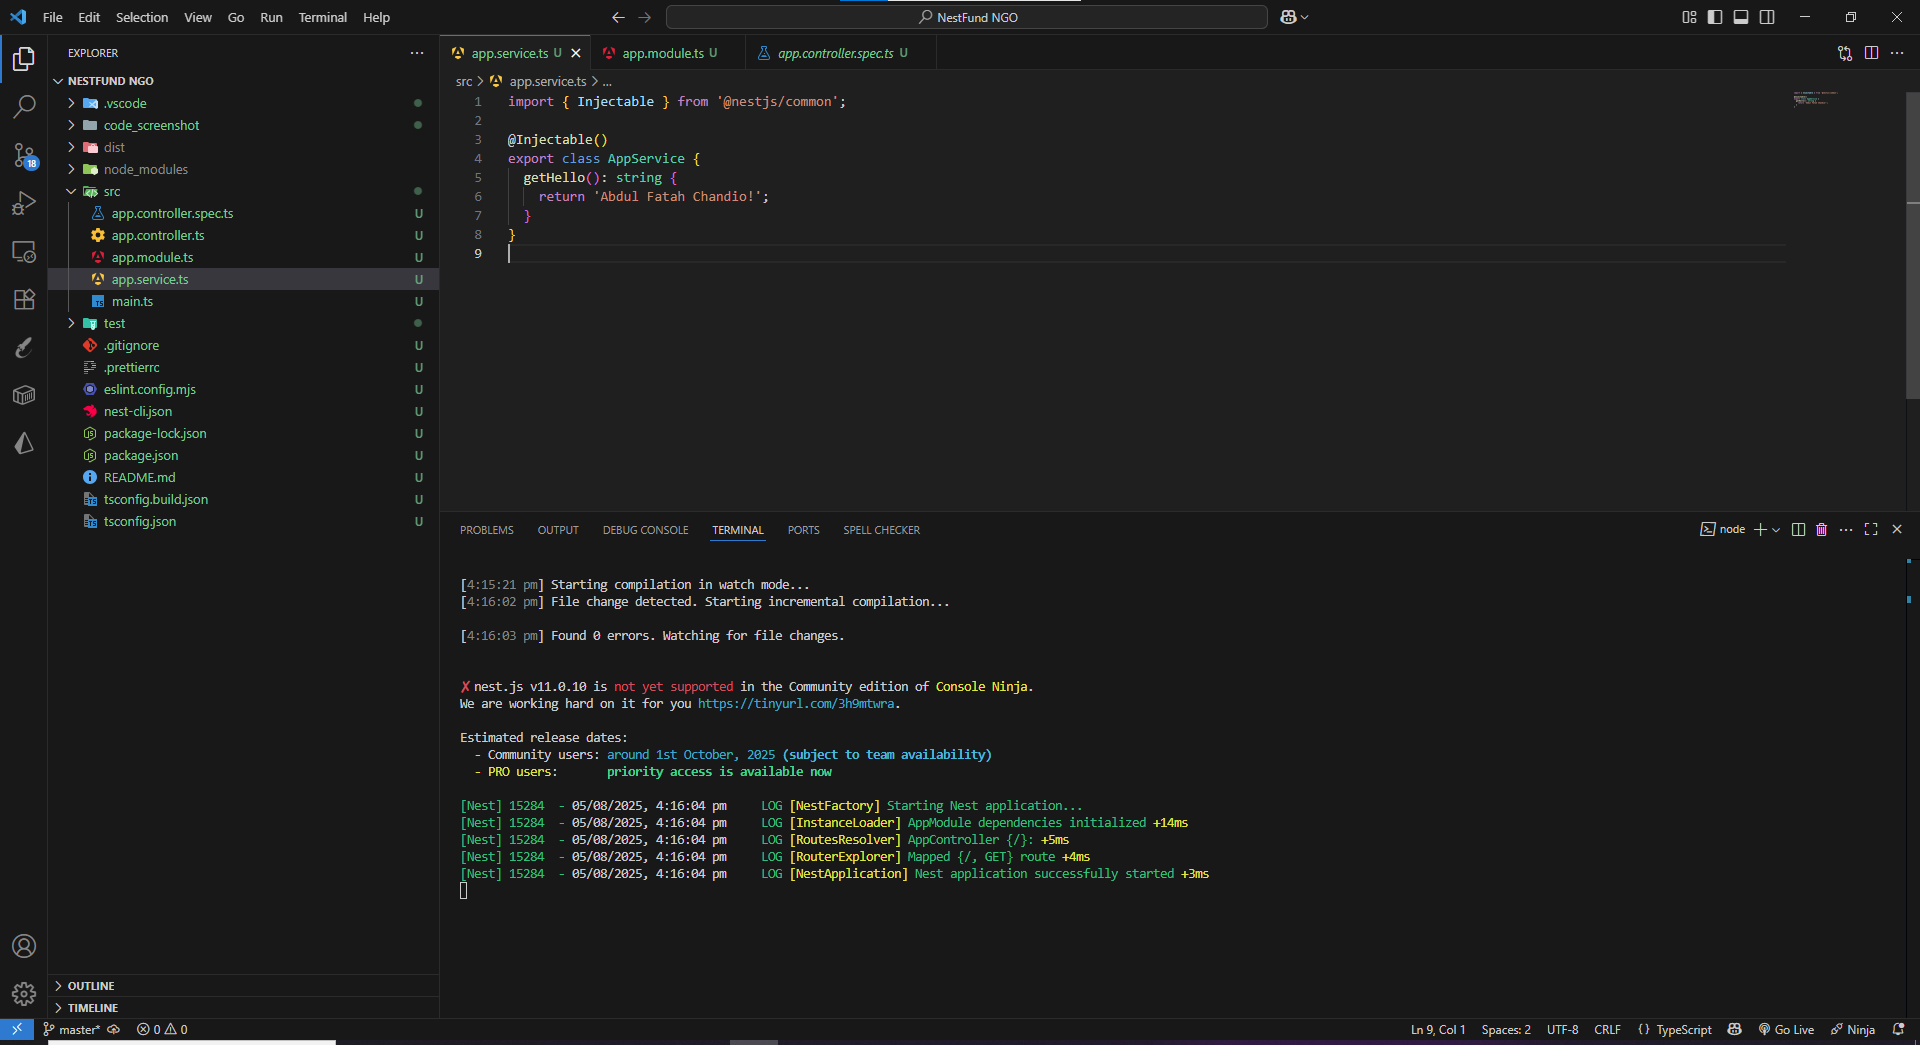 File Edit Selection View Go Run Terminal Help
NestFund NGO
EXPLORER
NESTFUND NGO
.vscode
code_screenshot
dist
node_modules
src
app.controller.spec.ts U
app.controller.ts U
app.module.ts U
app.service.ts U
main.ts U
test
.gitignore U
.prettierrc U
eslint.config.mjs U
nest-cli.json U
package-lock.json U
package.json U
README.md U
tsconfig.build.json U
tsconfig.json U
OUTLINE
TIMELINE
18
app.service.ts U
app.module.ts U
app.controller.spec.ts U
src > app.service.ts > ...
1 import { Injectable } from '@nestjs/common';
2
3 @Injectable()
4 export class AppService {
5 getHello(): string {
6 return 'Abdul Fatah Chandio!';
7 }
8 }
9
PROBLEMS OUTPUT DEBUG CONSOLE TERMINAL PORTS SPELL CHECKER
node
[4:15:21 pm] Starting compilation in watch mode...
[4:16:02 pm] File change detected. Starting incremental compilation...
[4:16:03 pm] Found 0 errors. Watching for file changes.
✗ nest.js v11.0.10 is not yet supported in the Community edition of Console Ninja.
We are working hard on it for you https://tinyurl.com/3h9mtwra.
Estimated release dates:
- Community users: around 1st October, 2025 (subject to team availability)
- PRO users: priority access is available now
[Nest] 15284 - 05/08/2025, 4:16:04 pm LOG [NestFactory] Starting Nest application...
[Nest] 15284 - 05/08/2025, 4:16:04 pm LOG [InstanceLoader] AppModule dependencies initialized +14ms
[Nest] 15284 - 05/08/2025, 4:16:04 pm LOG [RoutesResolver] AppController {/}: +5ms
[Nest] 15284 - 05/08/2025, 4:16:04 pm LOG [RouterExplorer] Mapped {/, GET} route +4ms
[Nest] 15284 - 05/08/2025, 4:16:04 pm LOG [NestApplication] Nest application successfully started +3ms
master* 0 0
Ln 9, Col 1 Spaces: 2 UTF-8 CRLF {} TypeScript Go Live Ninja